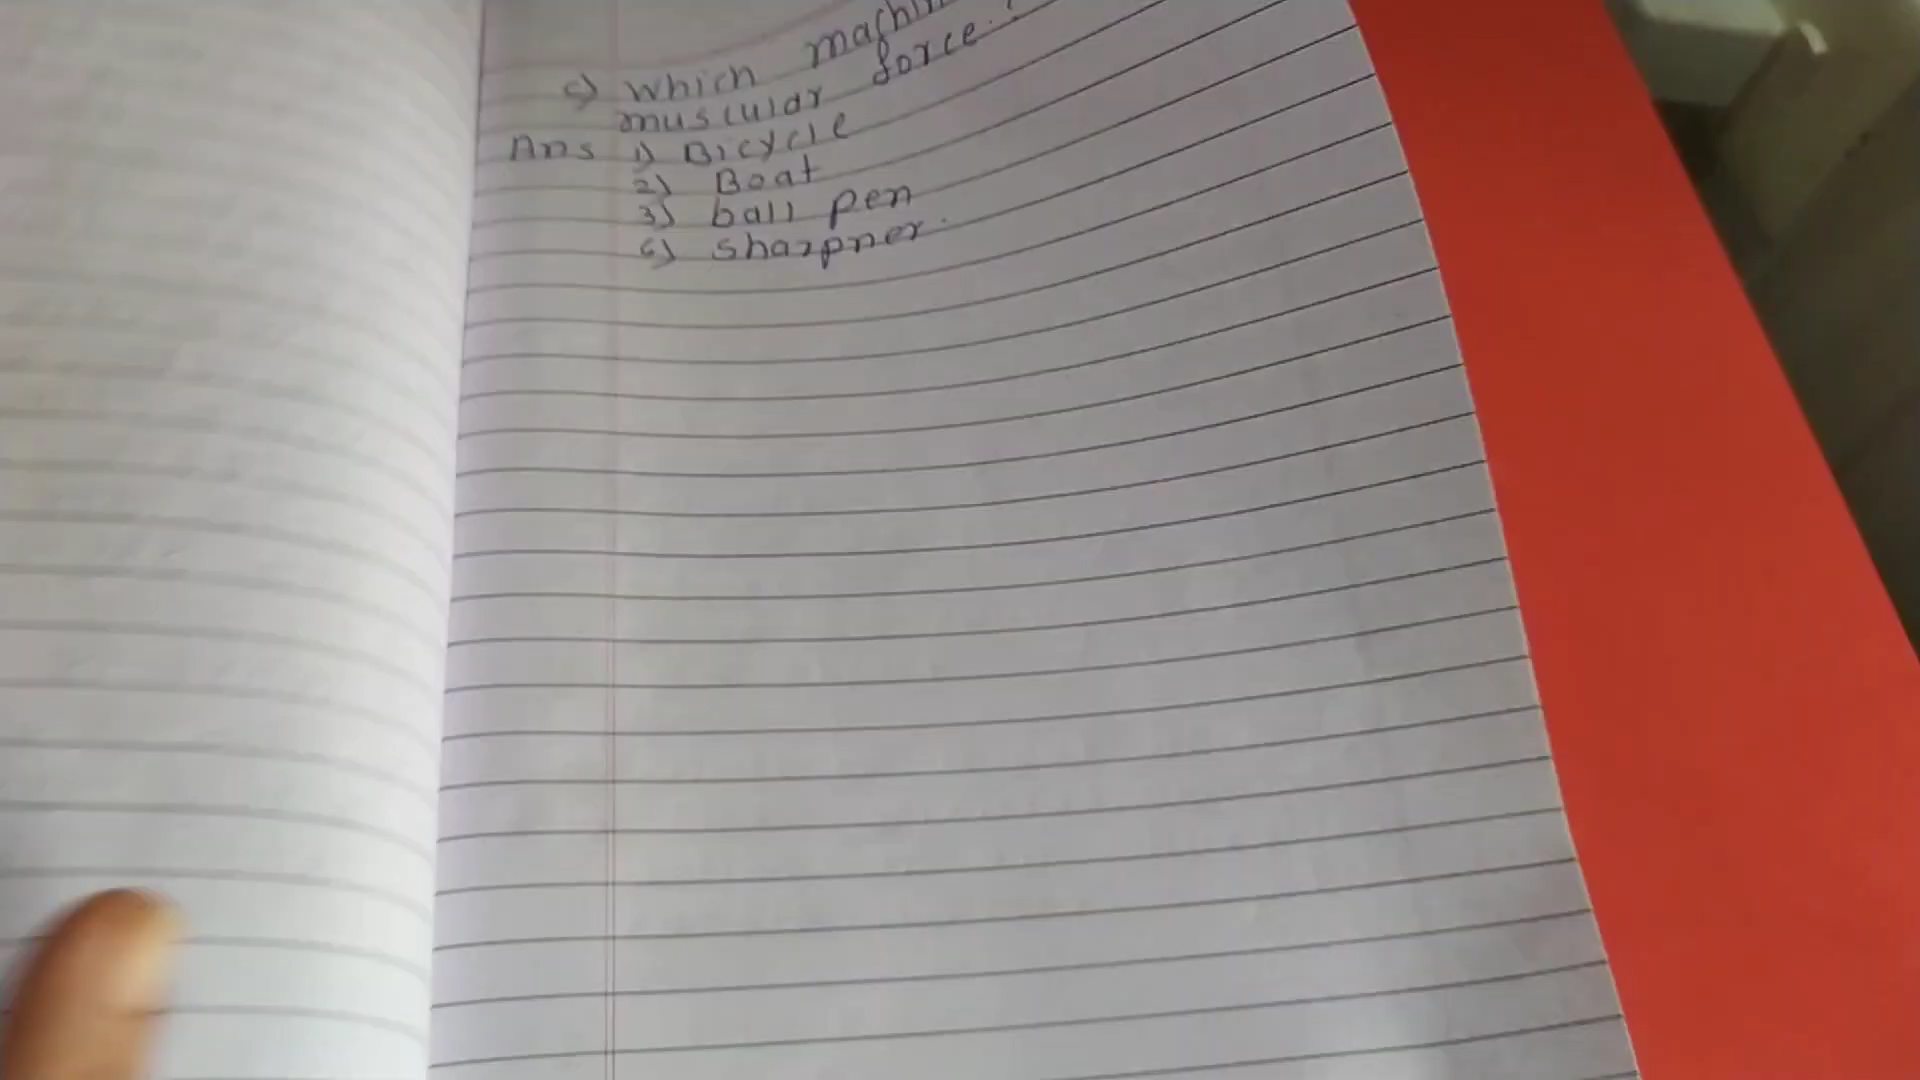 c) Which
muscular force.?
Ans 1) Bicycle
2) Boat
3) ball pen
4) sharpner.